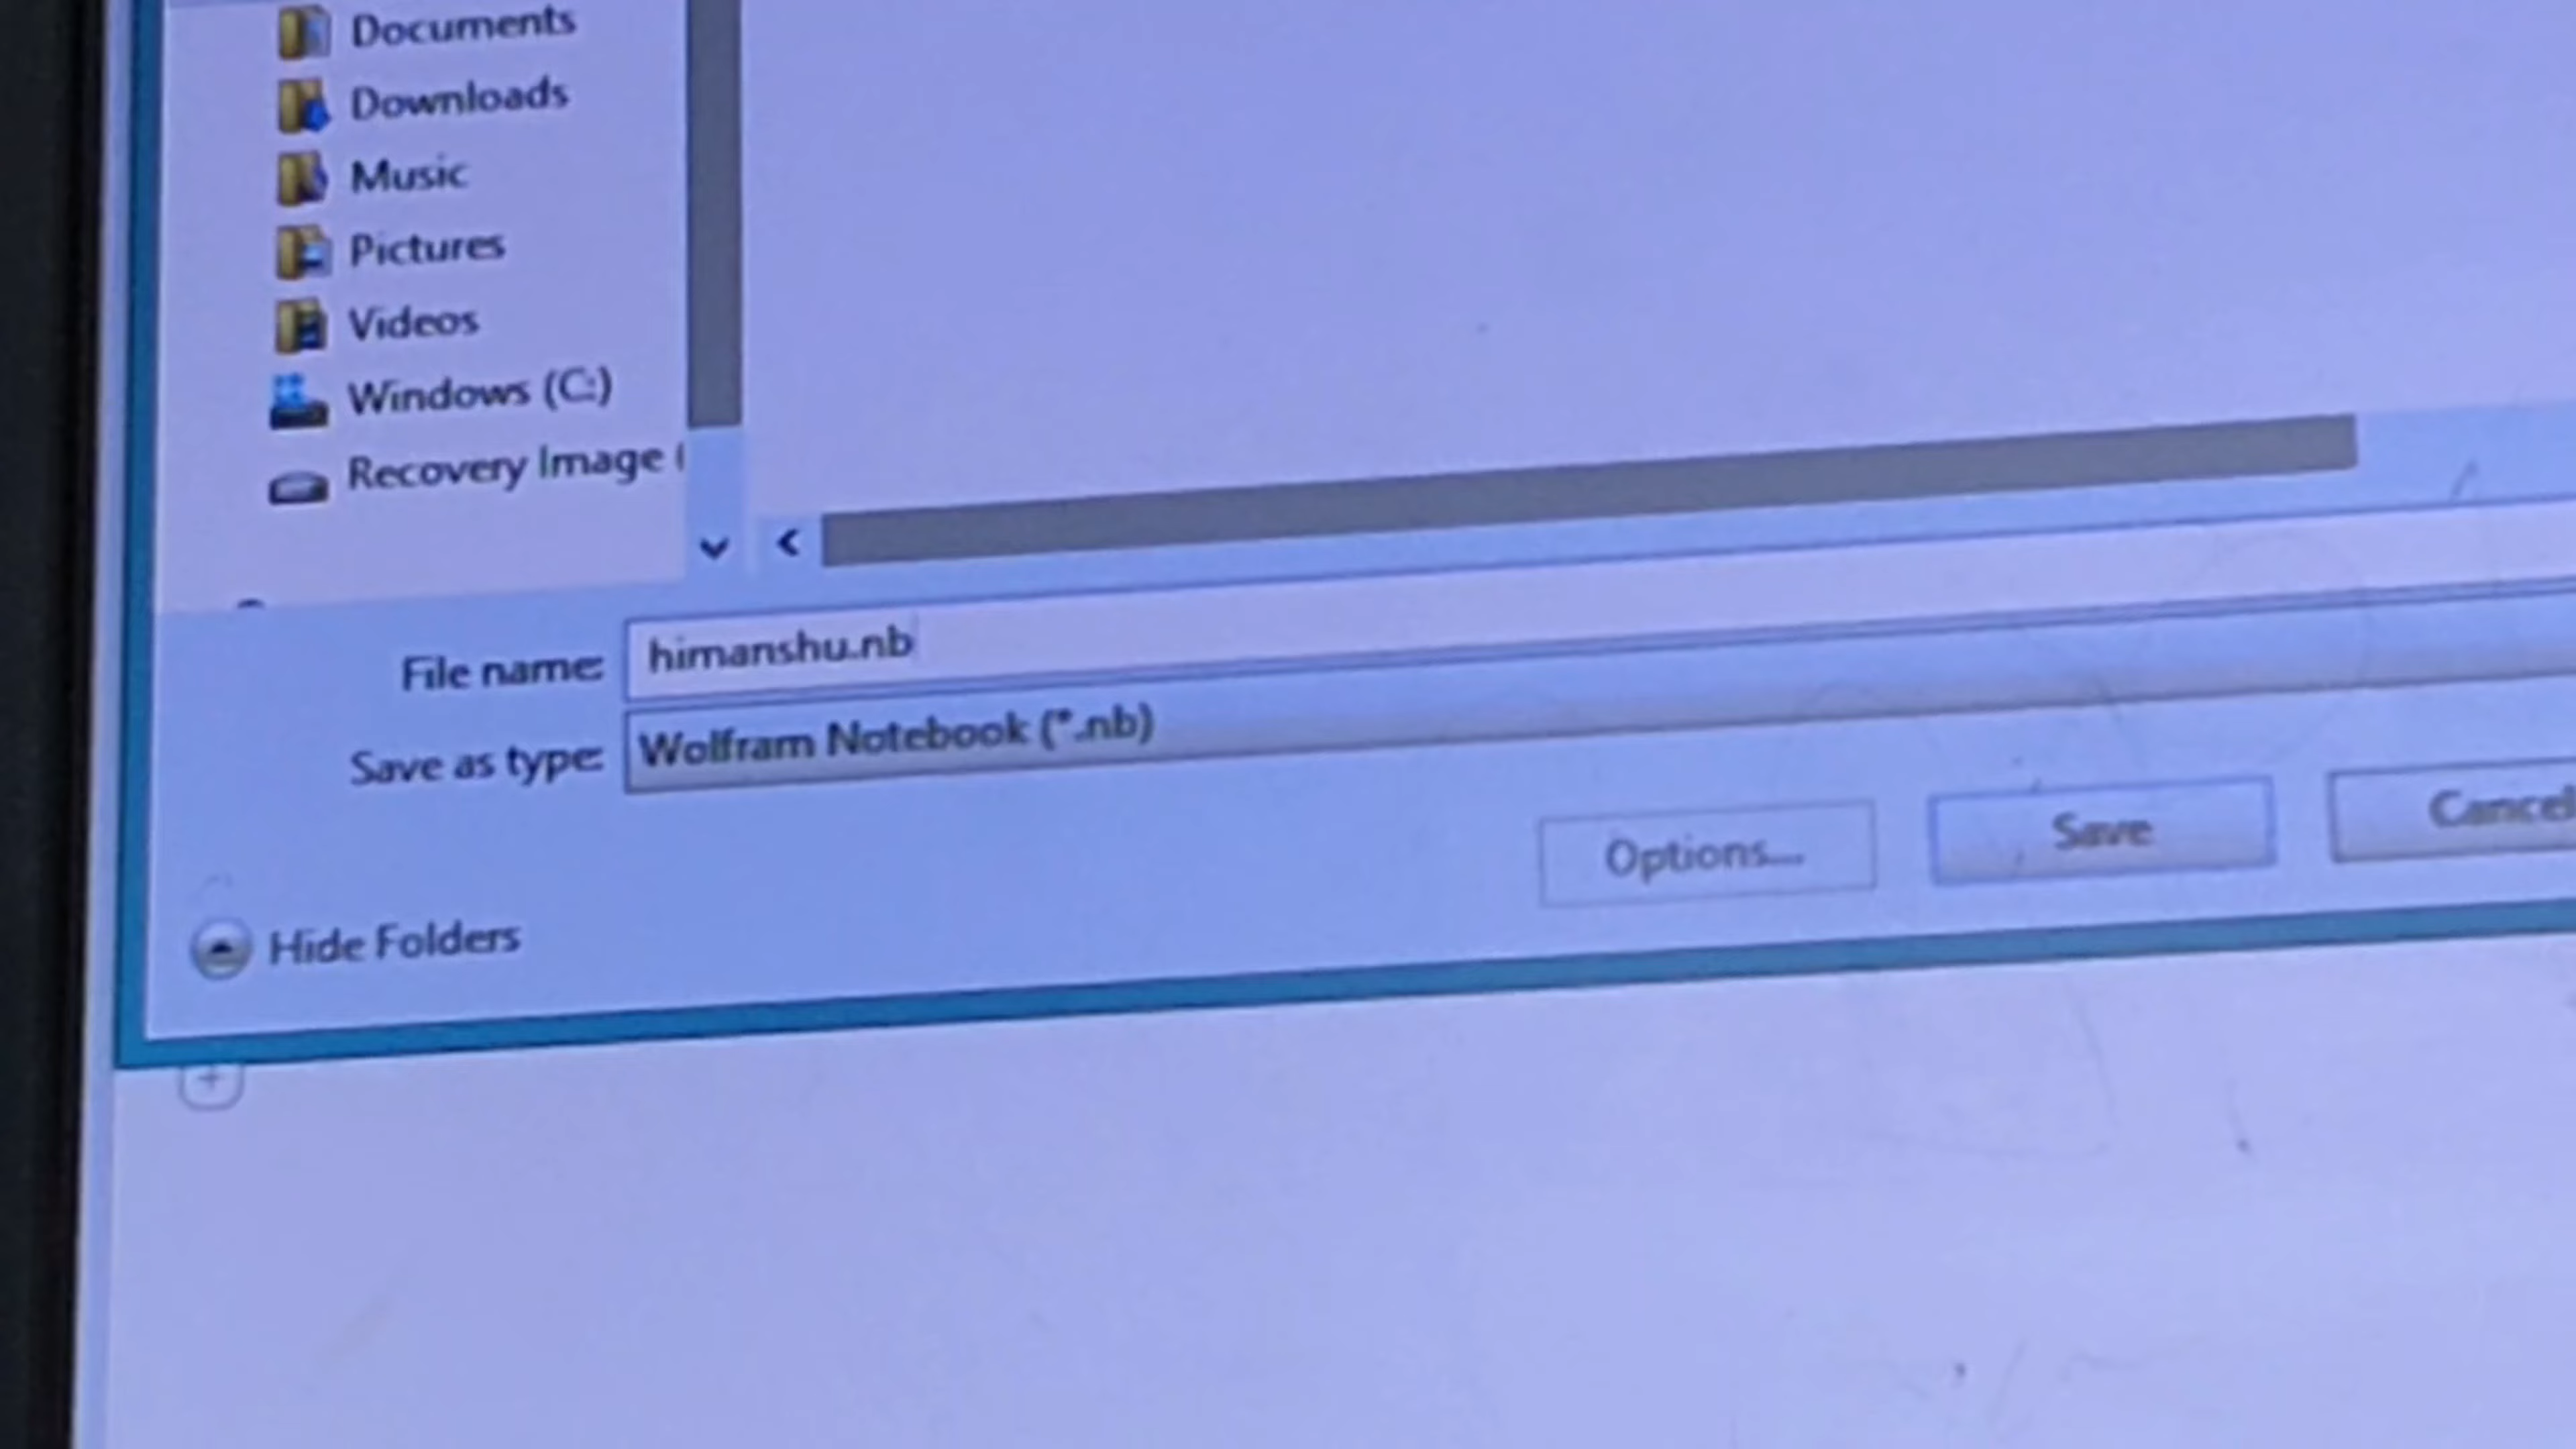 Documents
Downloads
Music
Pictures
Videos
Windows (C:)
Recovery Image (
File name: himanshu.nb
Save as type: Wolfram Notebook (*.nb)
Options...
Save
Cancel
Hide Folders